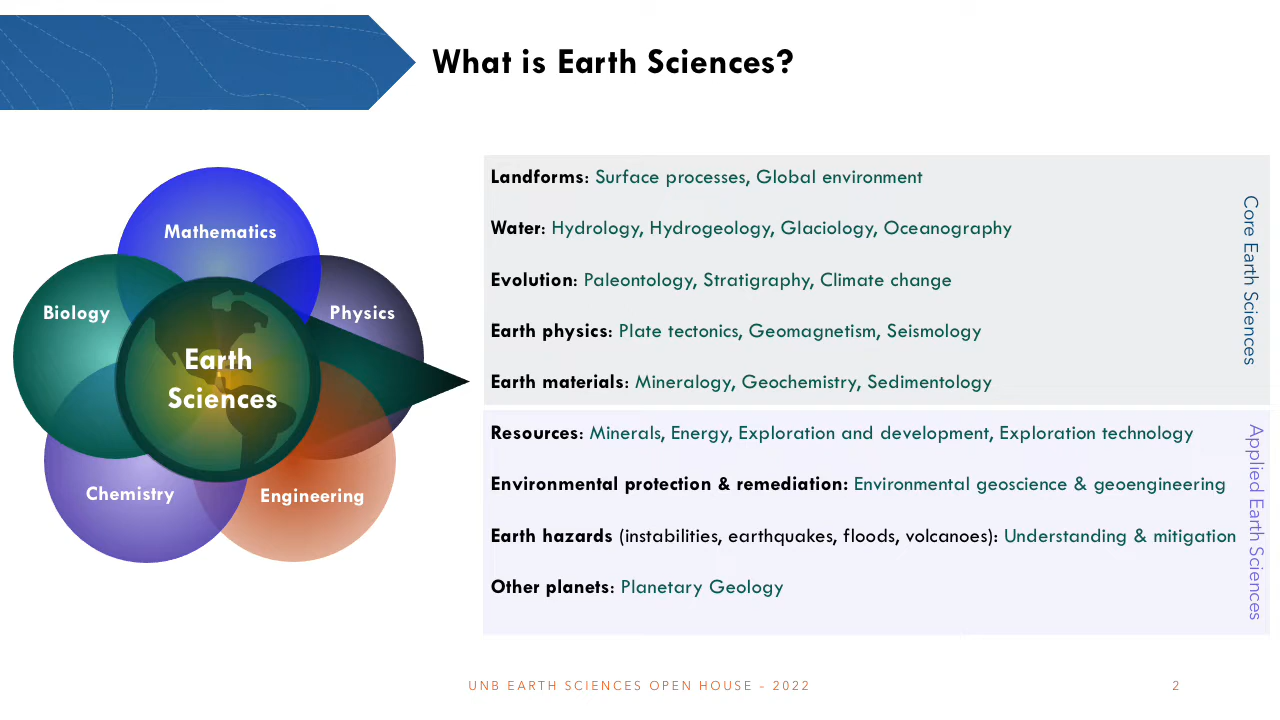 What is Earth Sciences?
Mathematics
Biology
Physics
Earth
Sciences
Chemistry
Engineering
Landforms: Surface processes, Global environment
Water: Hydrology, Hydrogeology, Glaciology, Oceanography
Evolution: Paleontology, Stratigraphy, Climate change
Earth physics: Plate tectonics, Geomagnetism, Seismology
Earth materials: Mineralogy, Geochemistry, Sedimentology
Core Earth Sciences
Resources: Minerals, Energy, Exploration and development, Exploration technology
Environmental protection & remediation: Environmental geoscience & geoengineering
Earth hazards (instabilities, earthquakes, floods, volcanoes): Understanding & mitigation
Other planets: Planetary Geology
Applied Earth Sciences
UNB EARTH SCIENCES OPEN HOUSE - 2022
2